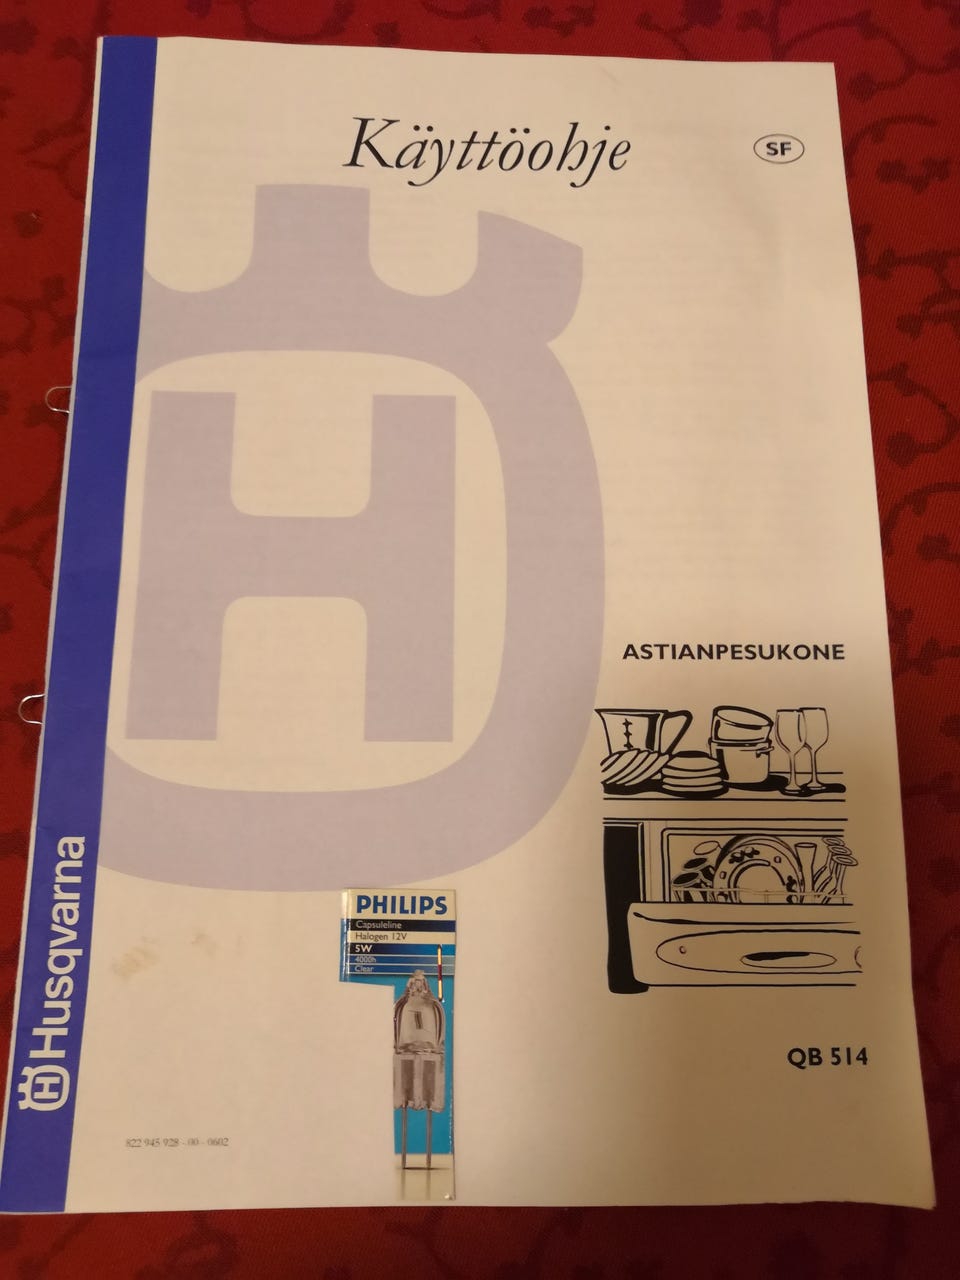 Käyttöohje
SF
H
ASTIANPESUKONE
PHILIPS
Capsuleline
Halogen 12V
5W
4000h
Clear
QB 514
Husqvarna
822 945 928 - 00 - 0602